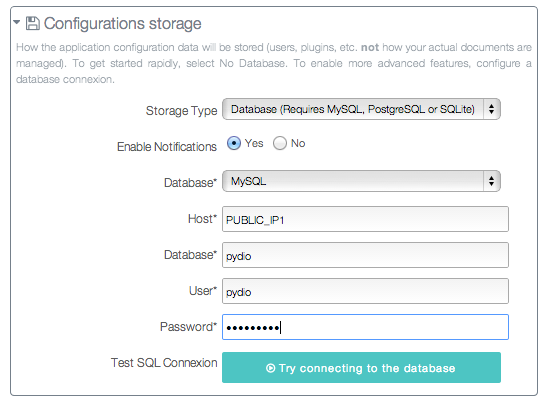 Configurations storage
How the application configuration data will be stored (users, plugins, etc. not how your actual documents are
managed). To get started rapidly, select No Database. To enable more advanced features, configure a
database connexion.
Storage Type Database (Requires MySQL, PostgreSQL or SQLite)
Enable Notifications Yes No
Database* MySQL
Host* PUBLIC_IP1
Database* pydio
User* pydio
Password* •••••••••
Test SQL Connexion Try connecting to the database